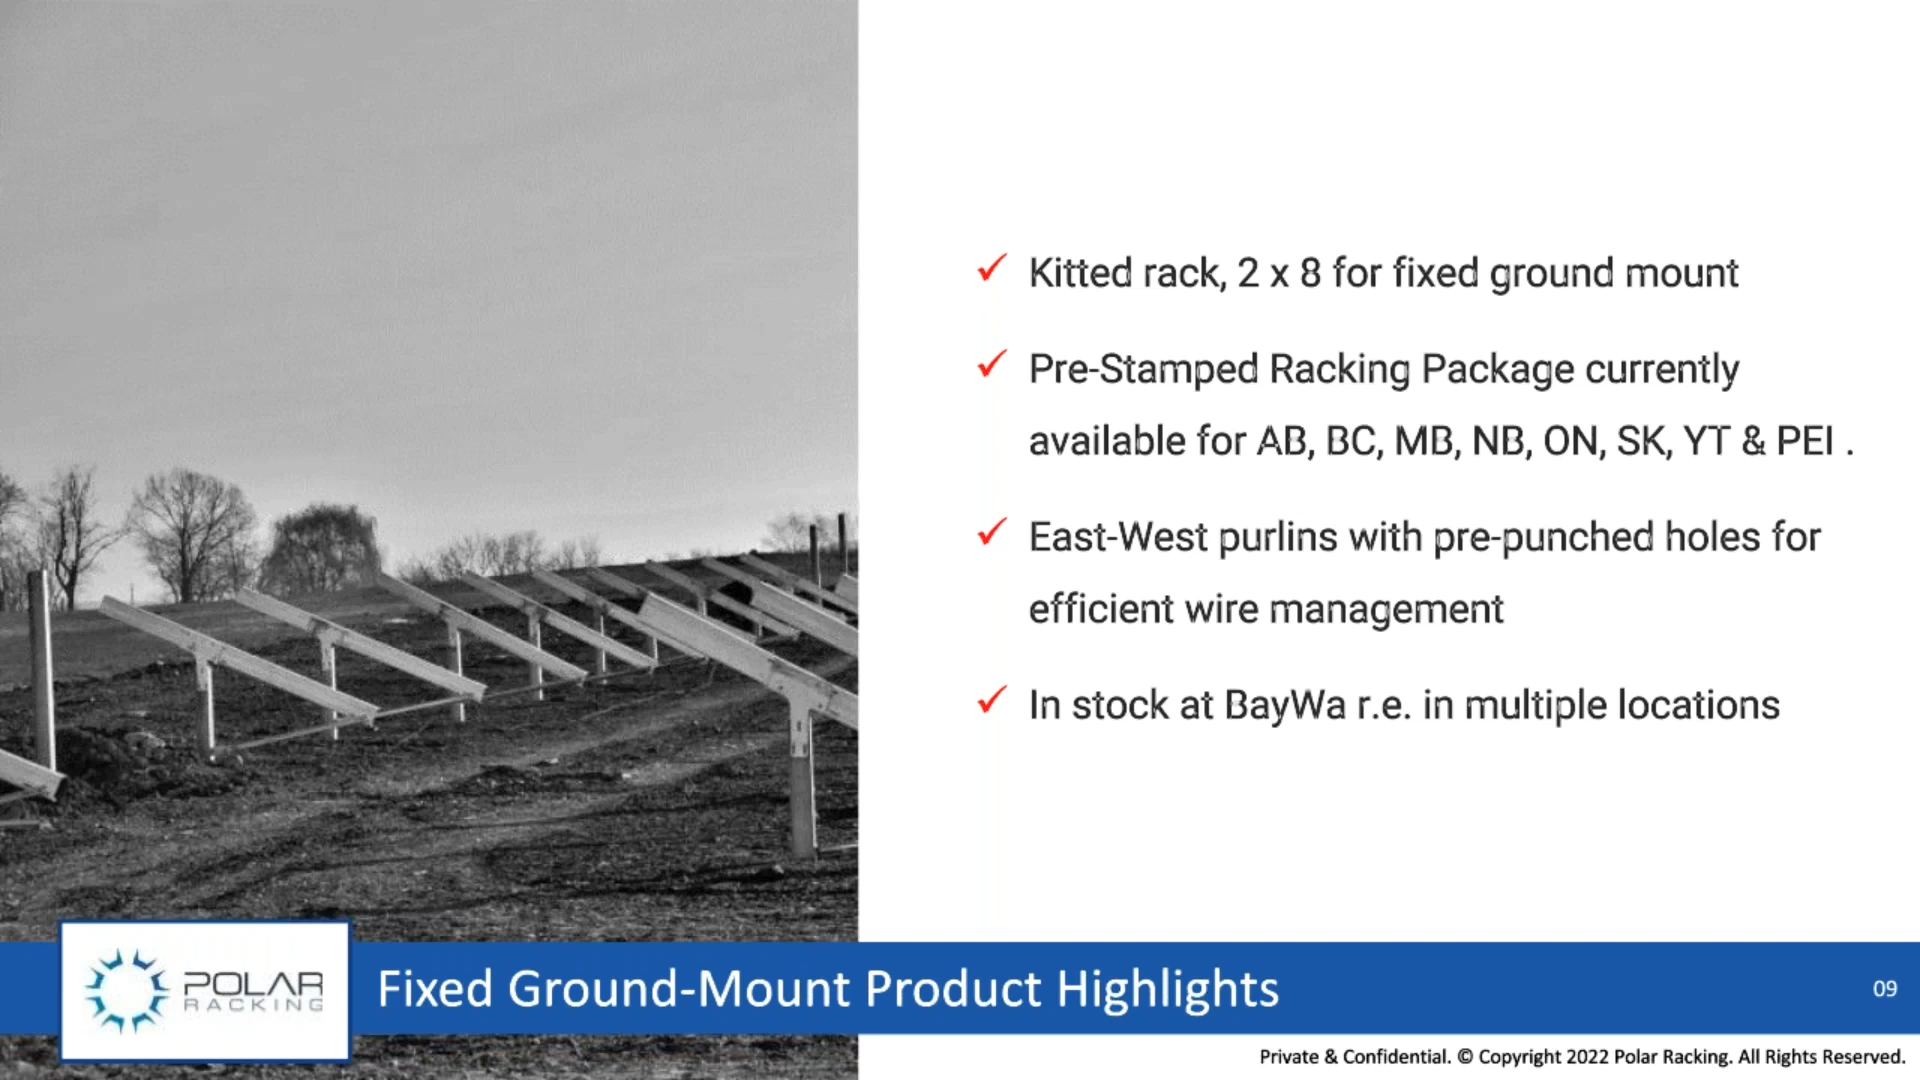 Kitted rack, 2 x 8 for fixed ground mount
Pre-Stamped Racking Package currently
available for AB, BC, MB, NB, ON, SK, YT & PEI .
East-West purlins with pre-punched holes for
efficient wire management
In stock at BayWa r.e. in multiple locations
POLAR
RACKING
Fixed Ground-Mount Product Highlights
09
Private & Confidential. © Copyright 2022 Polar Racking. All Rights Reserved.